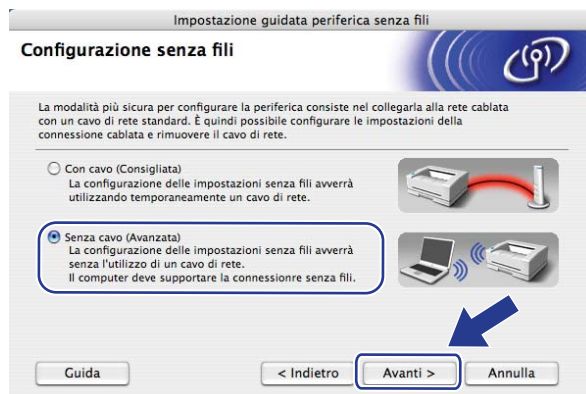 Impostazione guidata periferica senza fili
Configurazione senza fili
La modalità più sicura per configurare la periferica consiste nel collegarla alla rete cablata
con un cavo di rete standard. È quindi possibile configurare le impostazioni della
connessione cablata e rimuovere il cavo di rete.
Con cavo (Consigliata)
La configurazione delle impostazioni senza fili avverrà
utilizzando temporaneamente un cavo di rete.
Senza cavo (Avanzata)
La configurazione delle impostazioni senza fili avverrà
senza l'utilizzo di un cavo di rete.
Il computer deve supportare la connessionre senza fili.
Guida
< Indietro
Avanti >
Annulla